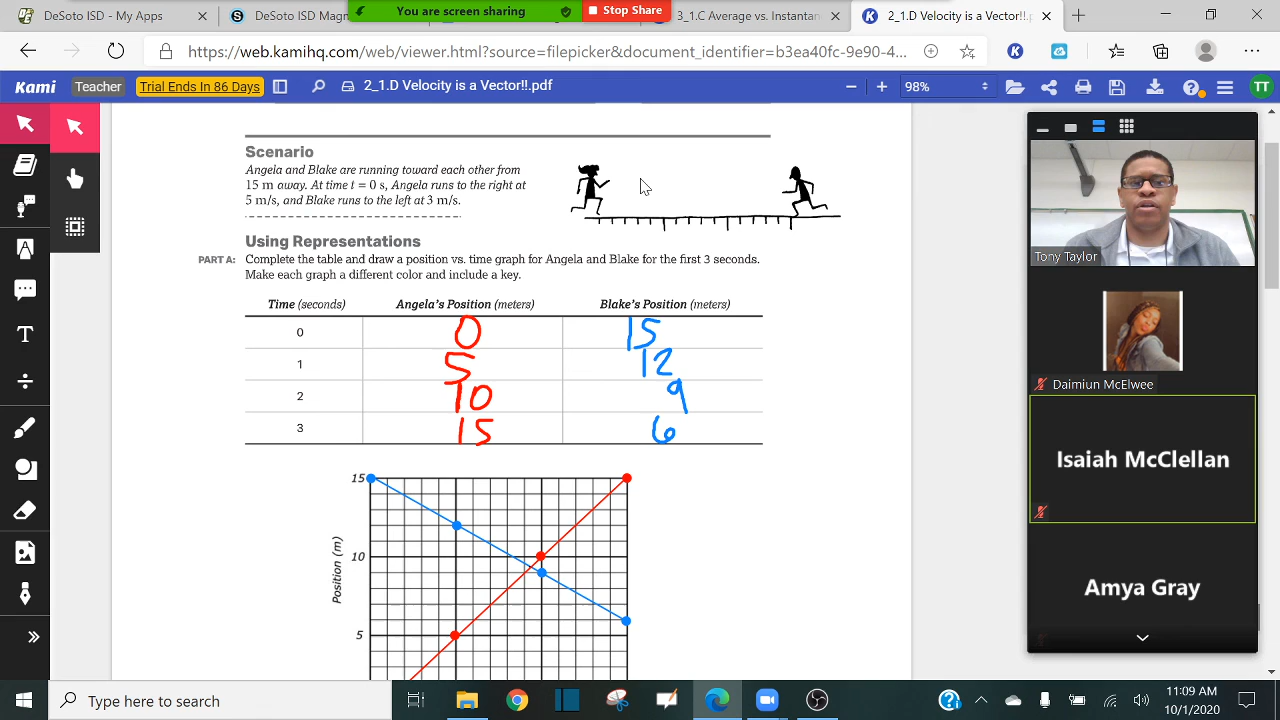 DeSoto ISD - My A
DeSoto ISD - Sig
You are screen sharing
Stop Share
3_1.C Average vs. Instantan
2_1.D Velocity is a Vector!!.
https://web.kamihq.com/web/viewer.html?source=filepicker&document_identifier=b3ea40fc-9e90-4...
Kami
Teacher
Trial Ends In 86 Days
2_1.D Velocity is a Vector!!.pdf
98%
TT
Scenario
Angela and Blake are running toward each other from
15 m away. At time t = 0 s, Angela runs to the right at
5 m/s, and Blake runs to the left at 3 m/s.
Using Representations
PART A: Complete the table and draw a position vs. time graph for Angela and Blake for the first 3 seconds.
Make each graph a different color and include a key.
Time (seconds) Angela's Position (meters) Blake's Position (meters)
0 0 15
1 5 12
2 10 9
3 15 6
15
10
5
Position (m)
Tony Taylor
Daimiun McElwee
Isaiah McClellan
Amya Gray
Type here to search
11:09 AM
10/1/2020